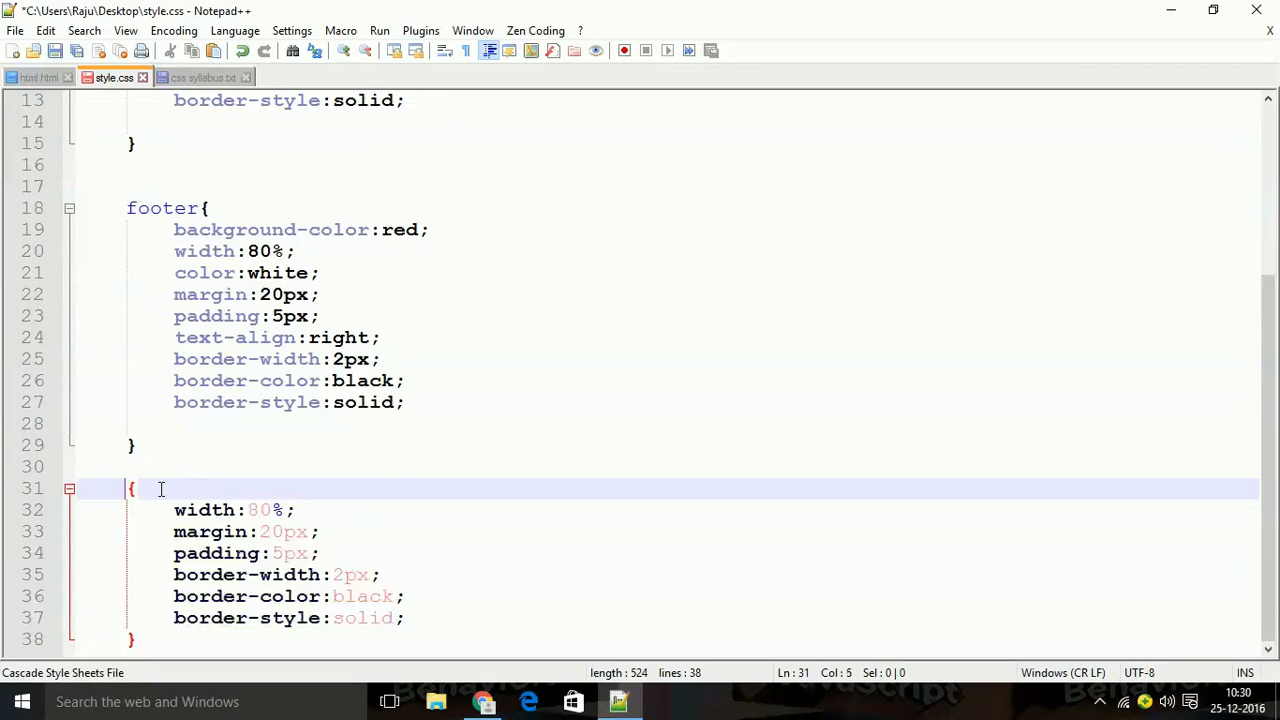 *C:\Users\Raju\Desktop\style.css - Notepad++
File Edit Search View Encoding Language Settings Macro Run Plugins Window Zen Coding ? X
html.html style.css css syllabus.txt
13 border-style:solid;
14
15 }
16
17
18 footer{
19 background-color:red;
20 width:80%;
21 color:white;
22 margin:20px;
23 padding:5px;
24 text-align:right;
25 border-width:2px;
26 border-color:black;
27 border-style:solid;
28
29 }
30
31 {
32 width:80%;
33 margin:20px;
34 padding:5px;
35 border-width:2px;
36 border-color:black;
37 border-style:solid;
38 }
Cascade Style Sheets File length : 524 lines : 38 Ln : 31 Col : 5 Sel : 0 | 0 Windows (CR LF) UTF-8 INS
Search the web and Windows 10:30
25-12-2016